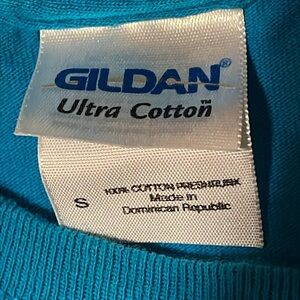 GILDAN®
Ultra Cotton™
S
100% COTTON PRESHRUNK
Made in
Dominican Republic